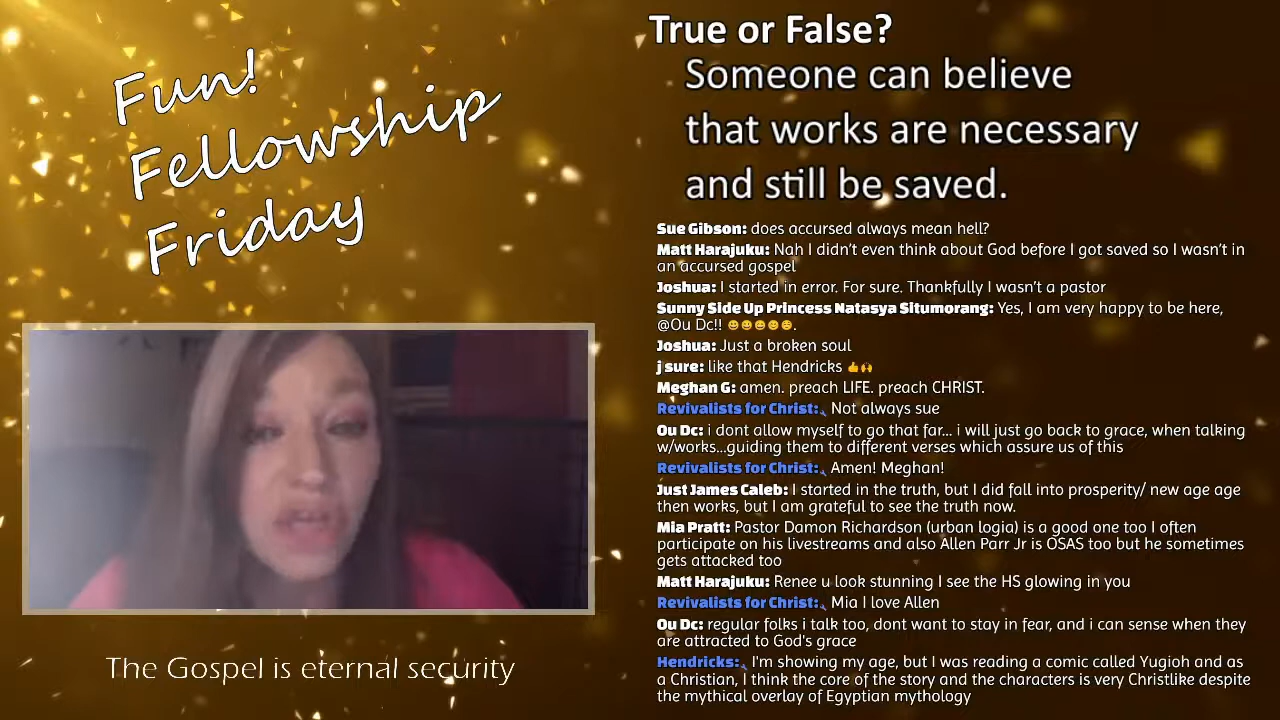 Fun!
Fellowship
Friday
The Gospel is eternal security
True or False?
Someone can believe
that works are necessary
and still be saved.
Sue Gibson: does accursed always mean hell?
Matt Harajuku: Nah I didn't even think about God before I got saved so I wasn't in
an accursed gospel
Joshua: I started in error. For sure. Thankfully I wasn't a pastor
Sunny Side Up Princess Natasya Situmorang: Yes, I am very happy to be here,
@Ou Dc!! 😄😄😄😄😊.
Joshua: Just a broken soul
j sure: like that Hendricks 👍🙌
Meghan G: amen. preach LIFE. preach CHRIST.
Revivalists for Christ: Not always sue
Ou Dc: i dont allow myself to go that far... i will just go back to grace, when talking
w/works...guiding them to different verses which assure us of this
Revivalists for Christ: Amen! Meghan!
Just James Caleb: I started in the truth, but I did fall into prosperity/ new age age
then works, but I am grateful to see the truth now.
Mia Pratt: Pastor Damon Richardson (urban logia) is a good one too I often
participate on his livestreams and also Allen Parr Jr is OSAS too but he sometimes
gets attacked too
Matt Harajuku: Renee u look stunning I see the HS glowing in you
Revivalists for Christ: Mia I love Allen
Ou Dc: regular folks i talk too, dont want to stay in fear, and i can sense when they
are attracted to God's grace
Hendricks: I'm showing my age, but I was reading a comic called Yugioh and as
a Christian, I think the core of the story and the characters is very Christlike despite
the mythical overlay of Egyptian mythology